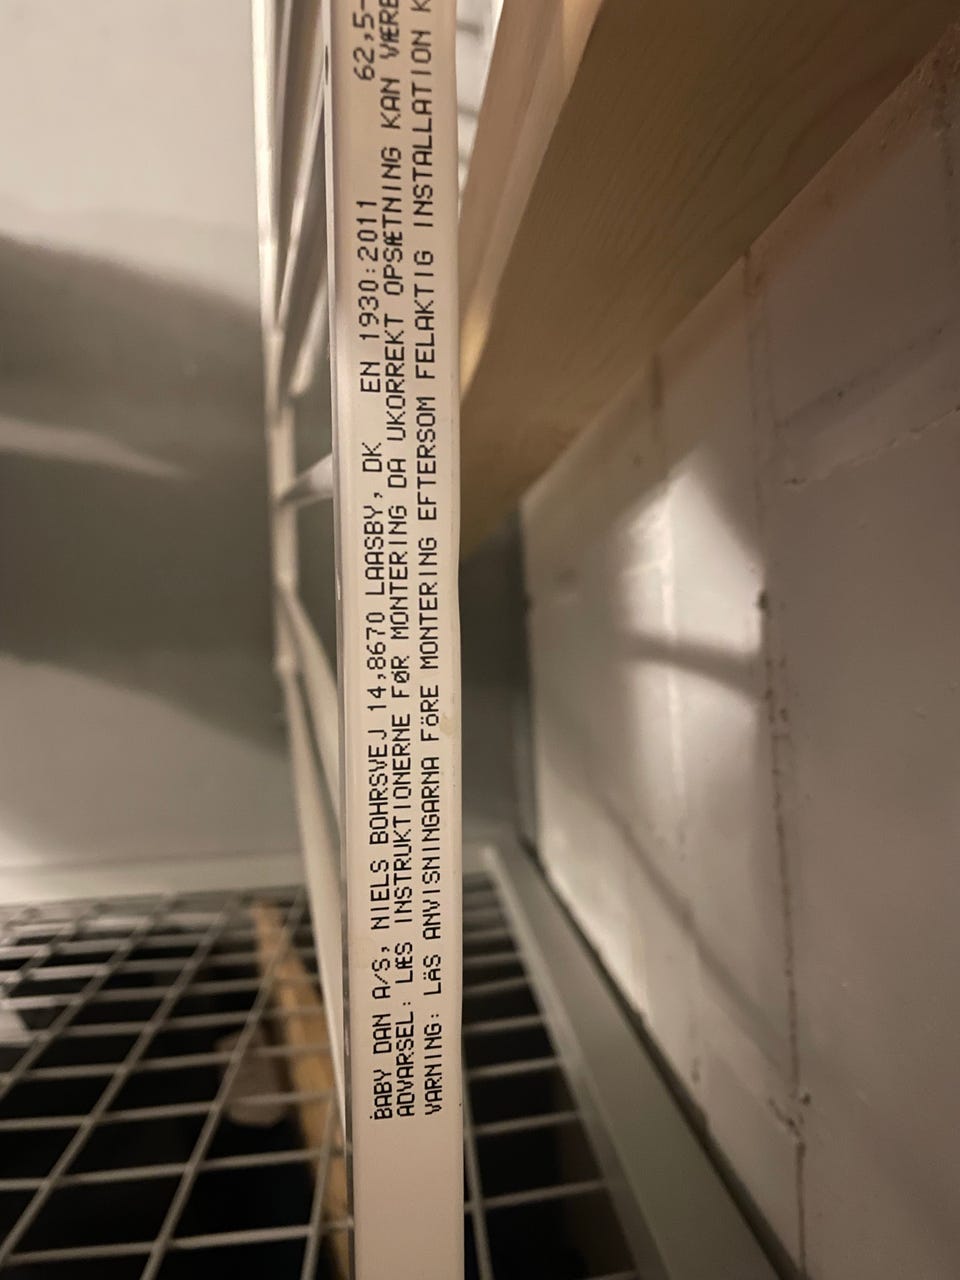 BABY DAN A/S, NIELS BOHRSVEJ 14,8670 LAASBY, DK EN 1930:2011 62,5-
ADVARSEL: LÆS INSTRUKTIONERNE FØR MONTERING DA UKORREKT OPSÆTNING KAN VÆRE
VARNING: LÄS ANVISNINGARNA FÖRE MONTERING EFTERSOM FELAKTIG INSTALLATION K